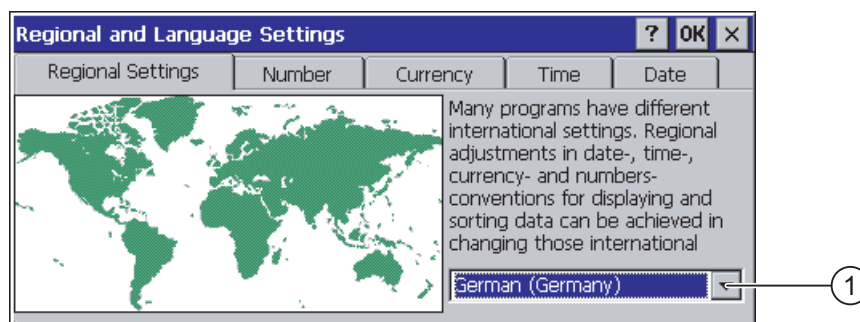 Regional and Language Settings ? OK ×
Regional Settings Number Currency Time Date
Many programs have different
international settings. Regional
adjustments in date-, time-,
currency- and numbers-
conventions for displaying and
sorting data can be achieved in
changing those international
German (Germany)
1